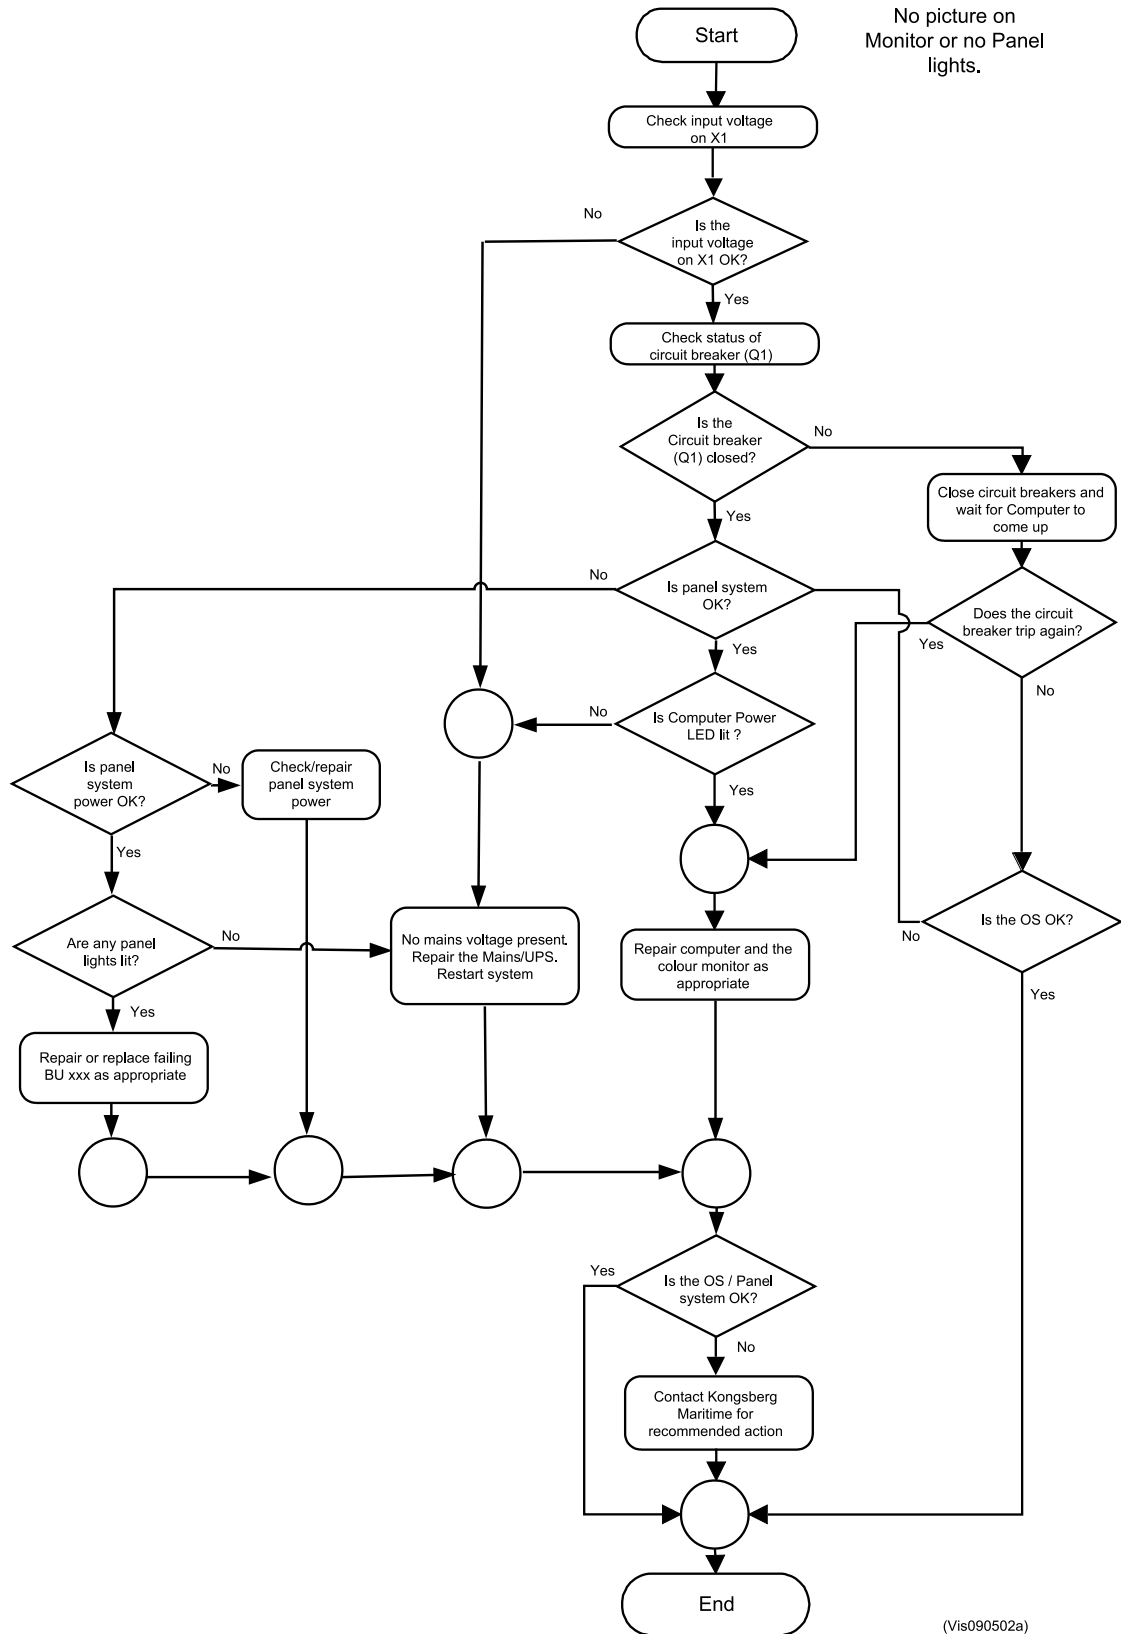 No picture on
Monitor or no Panel
lights.
Start
Check input voltage
on X1
No
Is the
input voltage
on X1 OK?
Yes
Check status of
circuit breaker (Q1)
Is the
Circuit breaker
(Q1) closed?
No
Close circuit breakers and
wait for Computer to
come up
Yes
No
Is panel system
OK?
Does the circuit
breaker trip again?
Yes
Yes
No
No
Is Computer Power
LED lit ?
Yes
Is panel
system
power OK?
No
Check/repair
panel system
power
Yes
Are any panel
lights lit?
No
No mains voltage present.
Repair the Mains/UPS.
Restart system
Repair computer and the
colour monitor as
appropriate
Is the OS OK?
No
Yes
Yes
Repair or replace failing
BU xxx as appropriate
Yes
Is the OS / Panel
system OK?
No
Contact Kongsberg
Maritime for
recommended action
End
(Vis090502a)